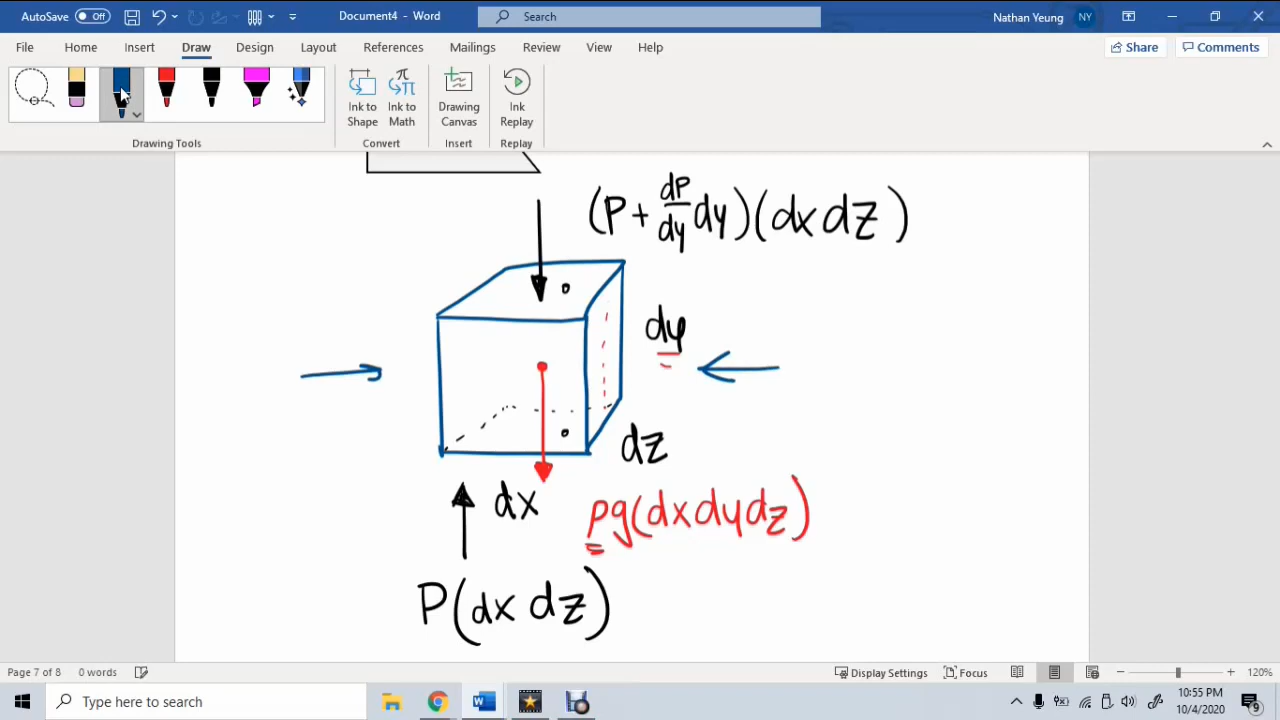 AutoSave Off Document4 - Word Search Nathan Yeung NY
File Home Insert Draw Design Layout References Mailings Review View Help Share Comments
Ink to Shape Ink to Math Drawing Canvas Ink Replay
Drawing Tools Convert Insert Replay
(P + dP/dy dy)(dx dz)
dy
dz
dx
ρg(dxdydz)
P(dx dz)
Page 7 of 8 0 words Display Settings Focus 120%
Type here to search 10:55 PM
10/4/2020 9